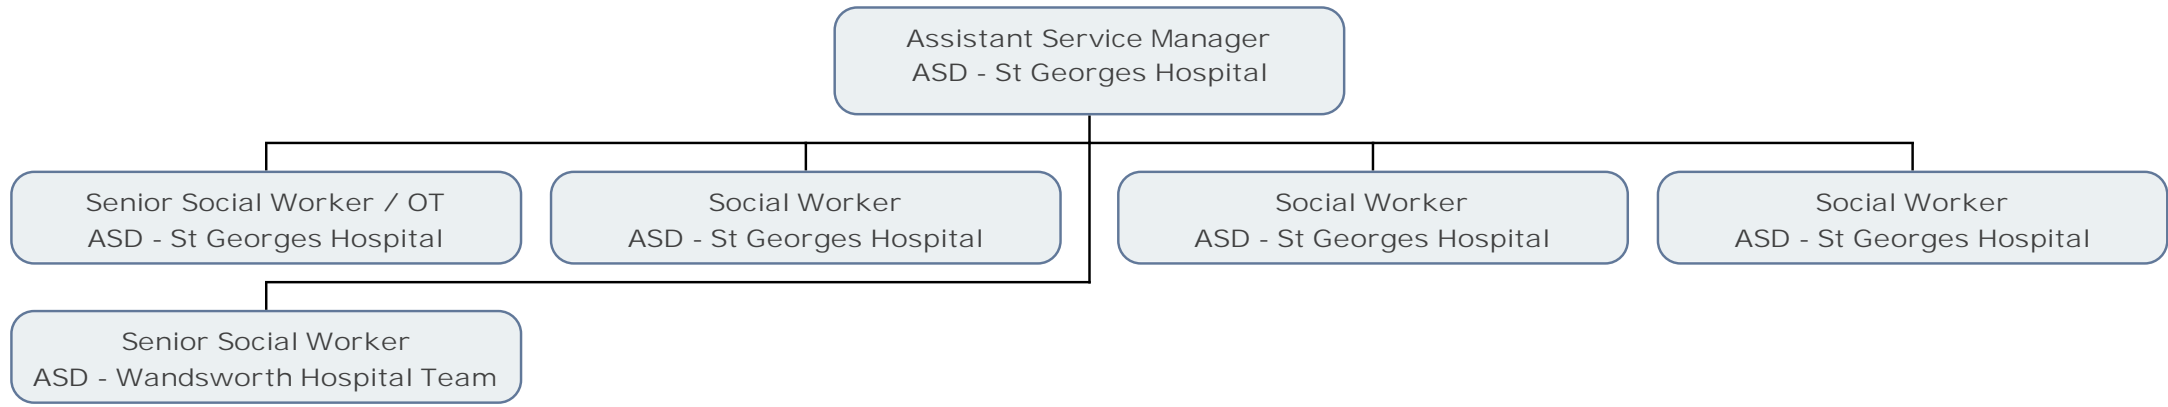 Assistant Service Manager
ASD - St Georges Hospital
Senior Social Worker / OT
ASD - St Georges Hospital
Social Worker
ASD - St Georges Hospital
Social Worker
ASD - St Georges Hospital
Social Worker
ASD - St Georges Hospital
Senior Social Worker
ASD - Wandsworth Hospital Team